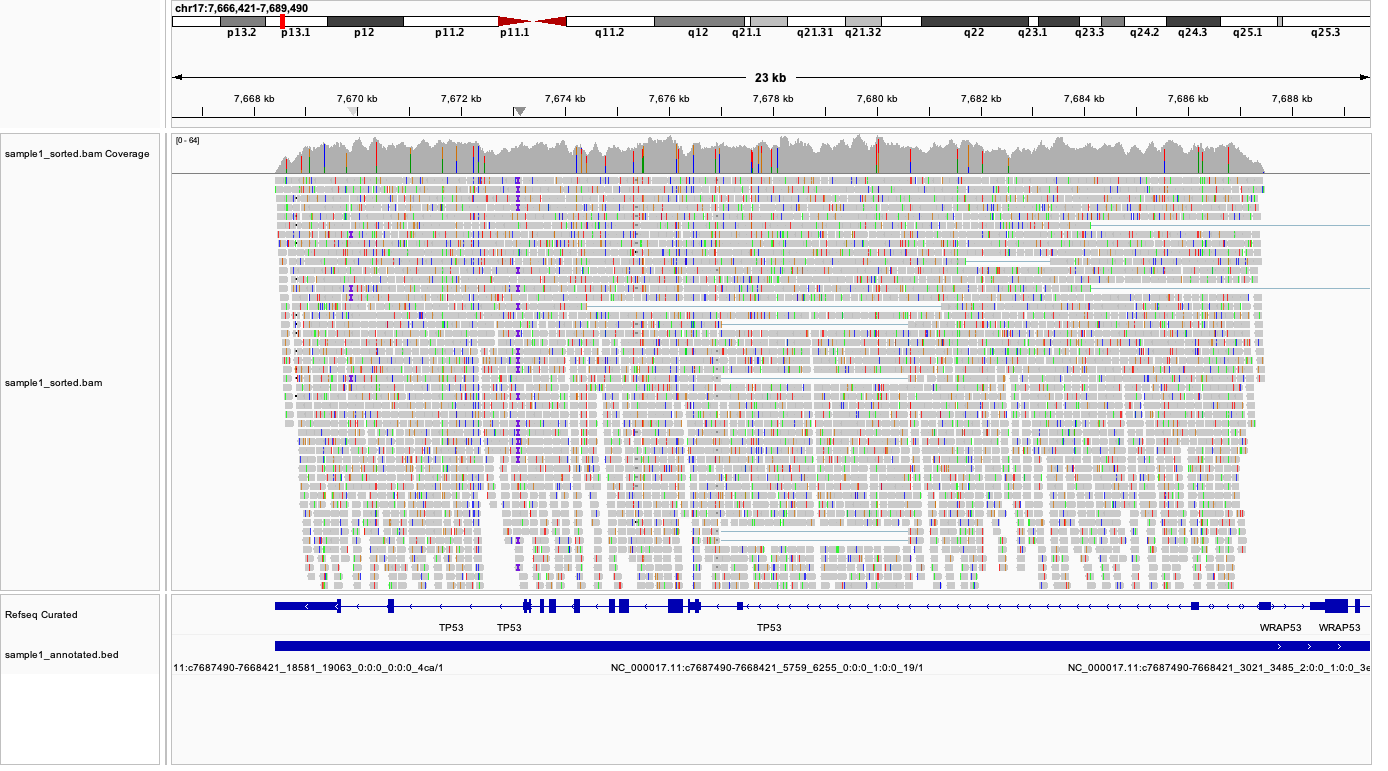 chr17:7,666,421-7,689,490
p13.2 p13.1 p12 p11.2 p11.1 q11.2 q12 q21.1 q21.31 q21.32 q22 q23.1 q23.3 q24.2 q24.3 q25.1 q25.3
23 kb
7,668 kb 7,670 kb 7,672 kb 7,674 kb 7,676 kb 7,678 kb 7,680 kb 7,682 kb 7,684 kb 7,686 kb 7,688 kb
[0 - 64]
sample1_sorted.bam Coverage
sample1_sorted.bam
Refseq Curated
TP53 TP53 TP53 WRAP53 WRAP53
sample1_annotated.bed
11:c7687490-7668421_18581_19063_0:0:0_0:0:0_4ca/1 NC_000017.11:c7687490-7668421_5759_6255_0:0:0_1:0:0_19/1 NC_000017.11:c7687490-7668421_3021_3485_2:0:0_1:0:0_3e